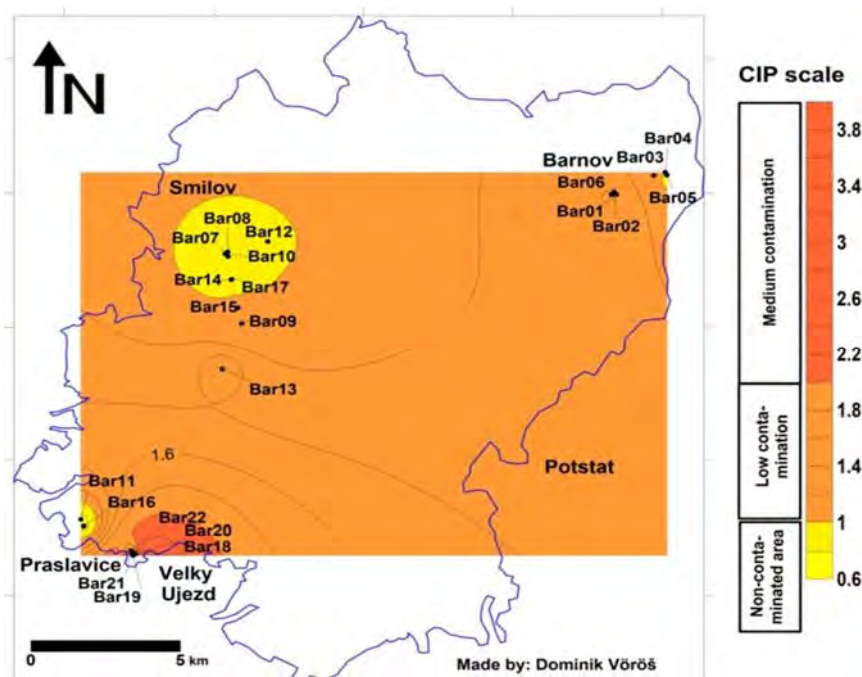 N
CIP scale
3.8
3.4
3
2.6
2.2
1.8
1.4
1
0.6
Medium contamination
Low conta-
mination
Non-conta-
minated area
Bar04
Barnov
Bar03
Bar06
Bar05
Bar01
Bar02
Smilov
Bar08
Bar07
Bar12
Bar10
Bar14
Bar17
Bar15
Bar09
Bar13
1.6
Potstat
Bar11
Bar16
Bar22
Bar20
Bar18
Praslavice
Velky
Ujezd
Bar21
Bar19
0
5 km
Made by: Dominik Vöröš